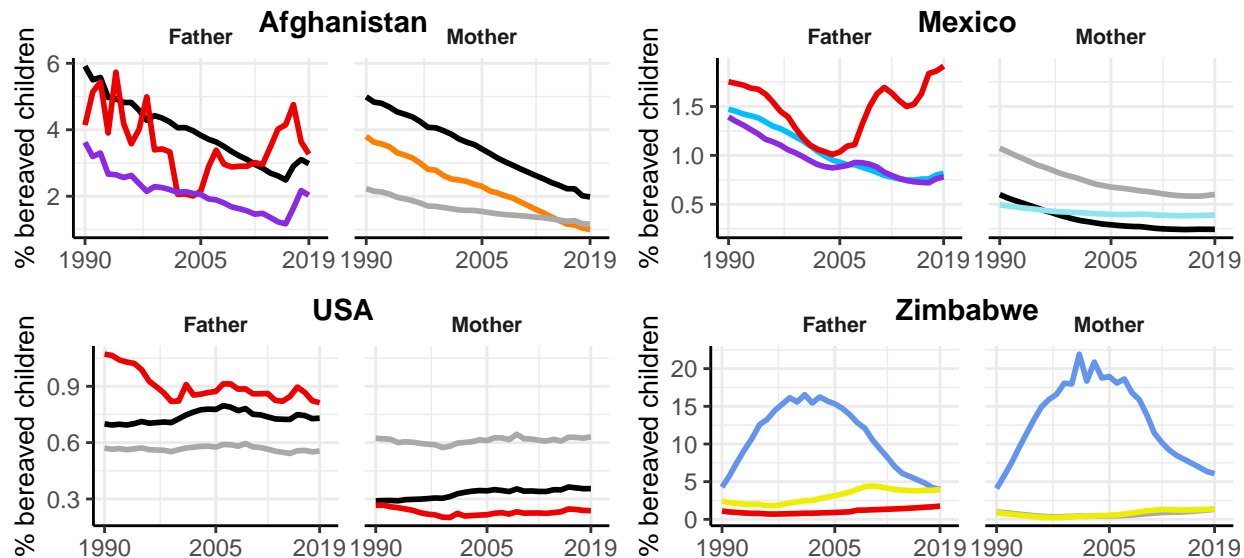 Afghanistan
Father Mother
% bereaved children
6
4
2
1990 2005 2019 1990 2005 2019
Mexico
Father Mother
% bereaved children
1.5
1.0
0.5
1990 2005 2019 1990 2005 2019
USA
Father Mother
% bereaved children
0.9
0.6
0.3
1990 2005 2019 1990 2005 2019
Zimbabwe
Father Mother
% bereaved children
20
15
10
5
0
1990 2005 2019 1990 2005 2019